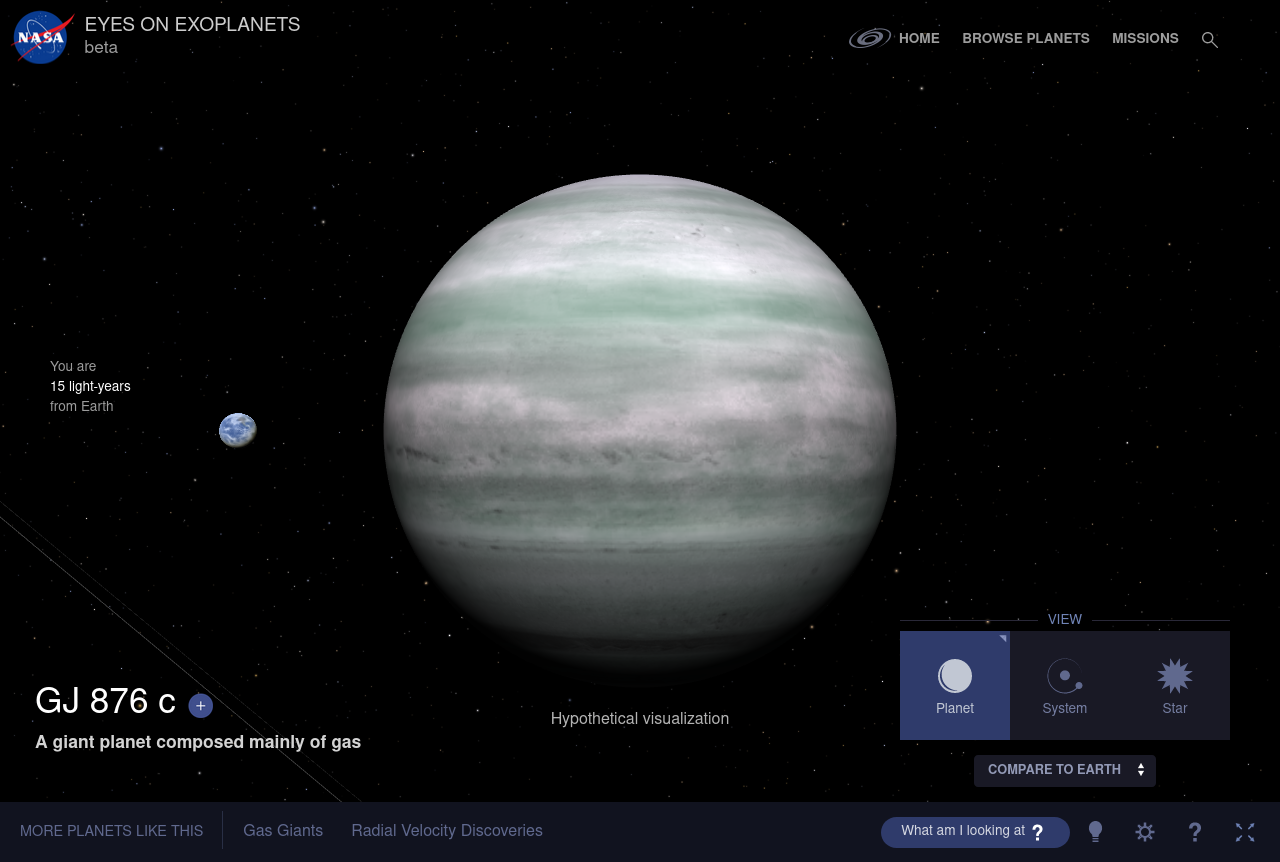 NASA
EYES ON EXOPLANETS
beta
HOME
BROWSE PLANETS
MISSIONS
You are
15 light-years
from Earth
GJ 876 c +
A giant planet composed mainly of gas
Hypothetical visualization
VIEW
Planet
System
Star
COMPARE TO EARTH
MORE PLANETS LIKE THIS
Gas Giants
Radial Velocity Discoveries
What am I looking at ?
?